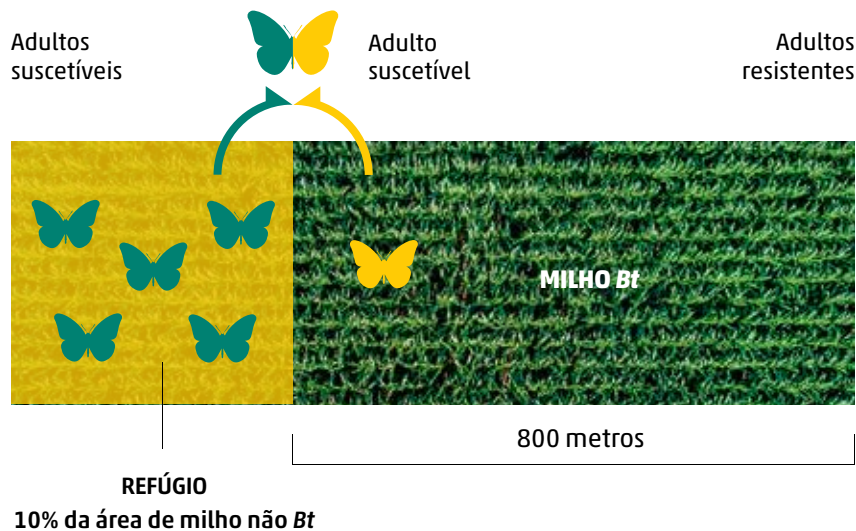 Adultos
suscetíveis
Adulto
suscetível
Adultos
resistentes
MILHO Bt
800 metros
REFÚGIO
10% da área de milho não Bt